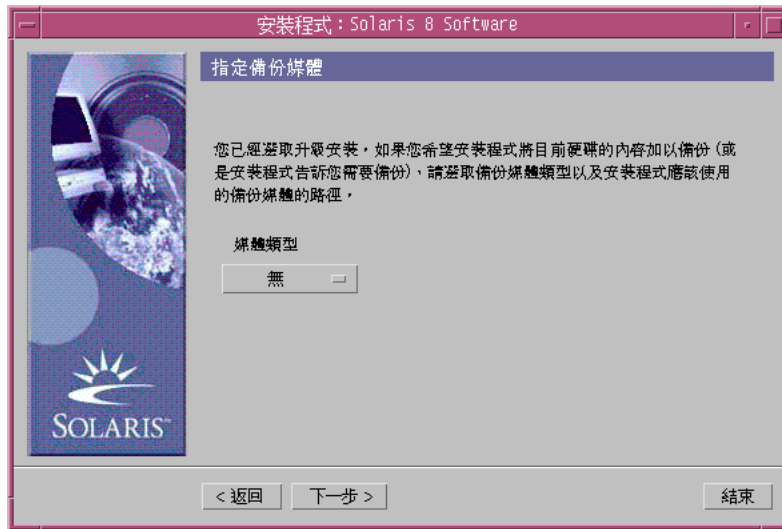 安裝程式：Solaris 8 Software
指定備份媒體
您已經選取升級安裝，如果您希望安裝程式將目前硬碟的內容加以備份 (或
是安裝程式告訴您需要備份)，請選取備份媒體類型以及安裝程式應該使用
的備份媒體的路徑，
媒體類型
無
SOLARIS™
< 返回
下一步 >
結束